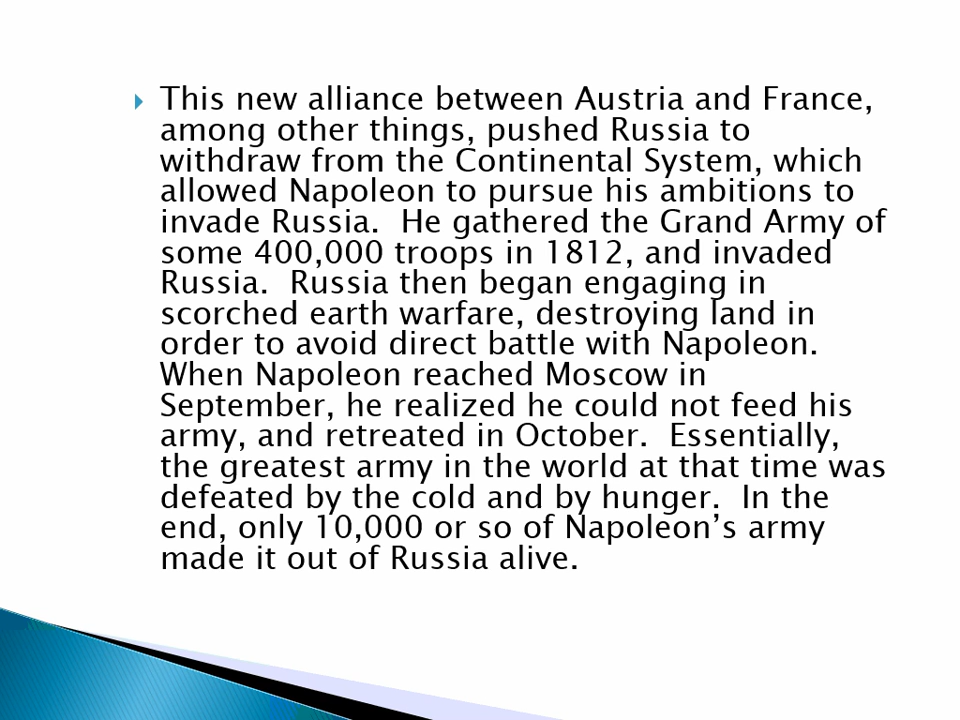 This new alliance between Austria and France,
among other things, pushed Russia to
withdraw from the Continental System, which
allowed Napoleon to pursue his ambitions to
invade Russia.  He gathered the Grand Army of
some 400,000 troops in 1812, and invaded
Russia.  Russia then began engaging in
scorched earth warfare, destroying land in
order to avoid direct battle with Napoleon.
When Napoleon reached Moscow in
September, he realized he could not feed his
army, and retreated in October.  Essentially,
the greatest army in the world at that time was
defeated by the cold and by hunger.  In the
end, only 10,000 or so of Napoleon’s army
made it out of Russia alive.